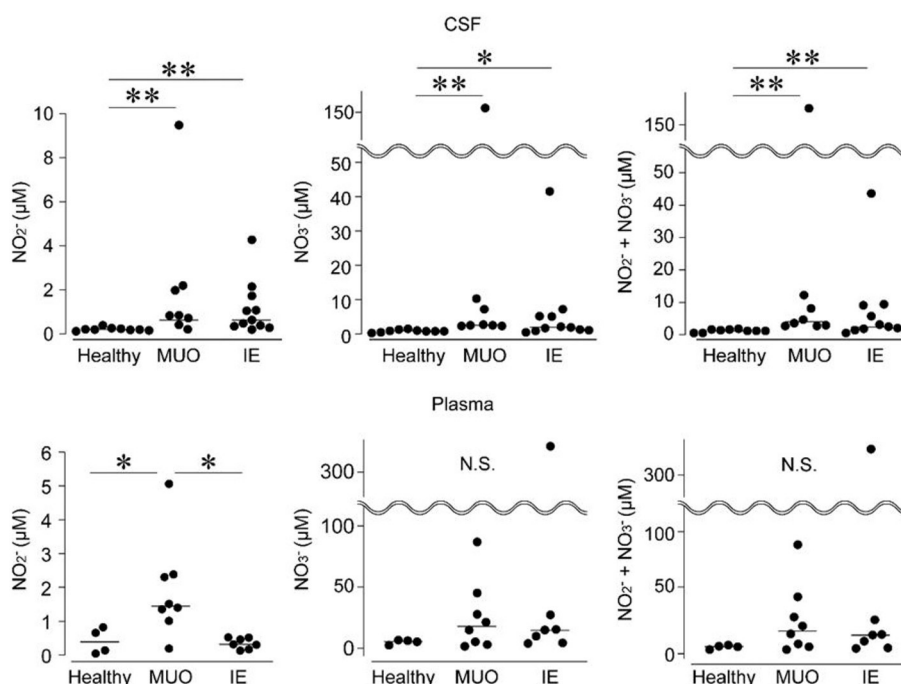 CSF
** ** 
NO₂⁻ (μM)
10
8
6
4
2
0
Healthy MUO IE
*
**
NO₃⁻ (μM)
150
50
40
30
20
10
0
Healthy MUO IE
**
**
NO₂⁻ + NO₃⁻ (μM)
150
50
40
30
20
10
0
Healthy MUO IE
Plasma
* *
NO₂⁻ (μM)
6
5
4
3
2
1
0
Healthy MUO IE
N.S.
NO₃⁻ (μM)
300
100
50
0
Healthy MUO IE
N.S.
NO₂⁻ + NO₃⁻ (μM)
300
100
50
0
Healthy MUO IE